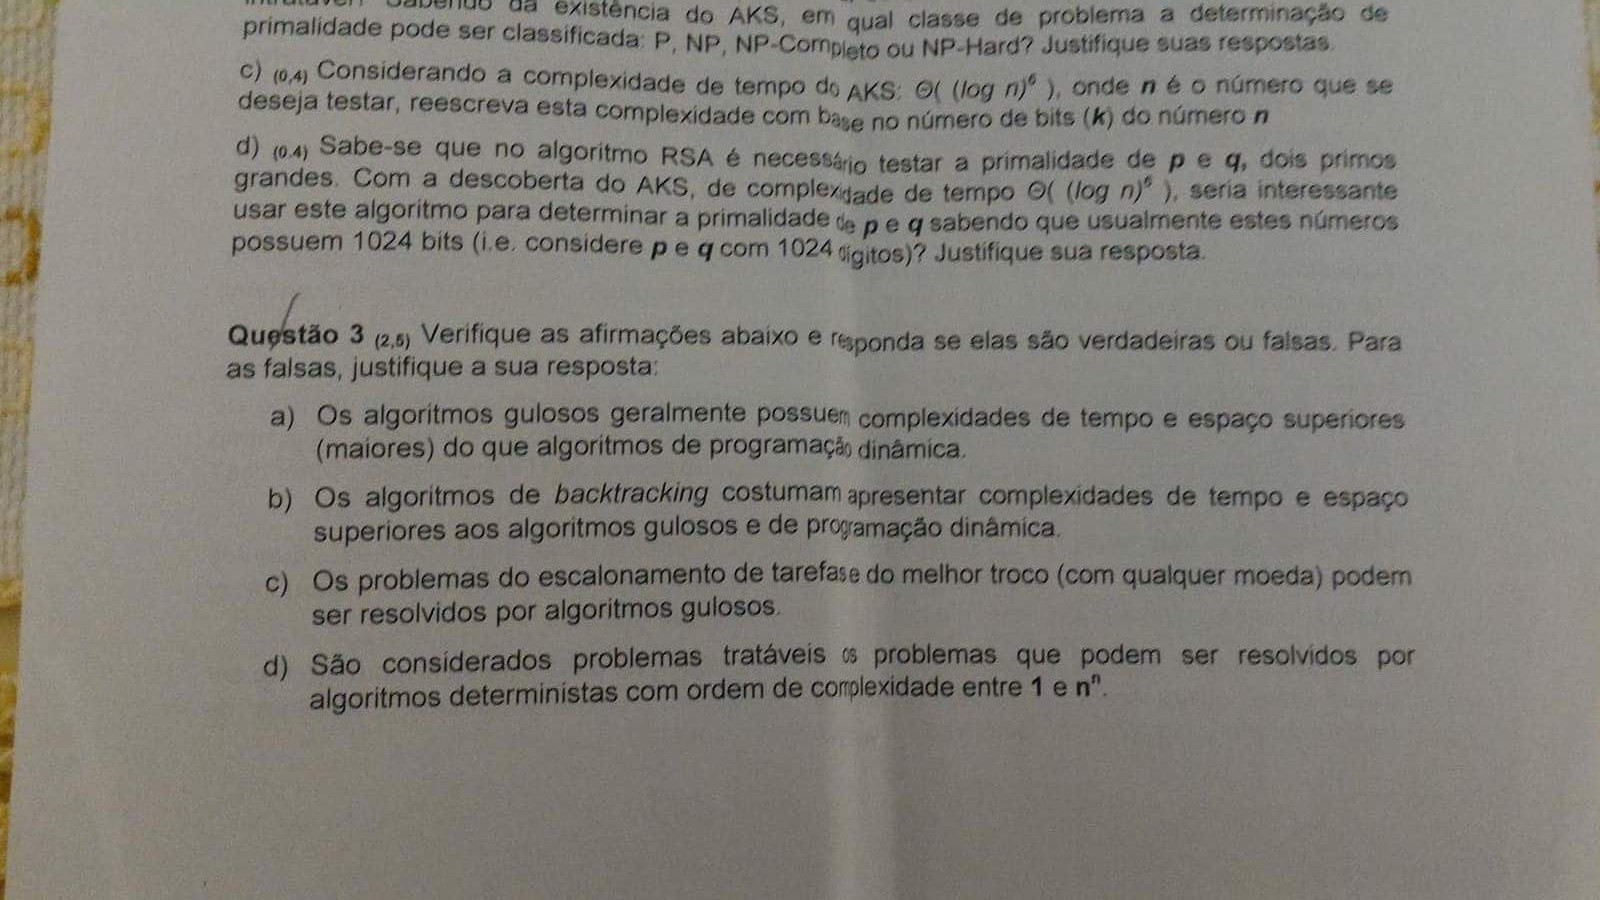 intratável? Sabendo da existência do AKS, em qual classe de problema a determinação de
primalidade pode ser classificada: P, NP, NP-Completo ou NP-Hard? Justifique suas respostas.
c) (0,4) Considerando a complexidade de tempo do AKS: Θ( (log n)⁶ ), onde n é o número que se
deseja testar, reescreva esta complexidade com base no número de bits (k) do número n
d) (0.4) Sabe-se que no algoritmo RSA é necessário testar a primalidade de p e q, dois primos
grandes. Com a descoberta do AKS, de complexidade de tempo Θ( (log n)⁶ ), seria interessante
usar este algoritmo para determinar a primalidade de p e q sabendo que usualmente estes números
possuem 1024 bits (i.e. considere p e q com 1024 dígitos)? Justifique sua resposta.
Questão 3 (2,5) Verifique as afirmações abaixo e responda se elas são verdadeiras ou falsas. Para
as falsas, justifique a sua resposta:
a) Os algoritmos gulosos geralmente possuem complexidades de tempo e espaço superiores
(maiores) do que algoritmos de programação dinâmica.
b) Os algoritmos de backtracking costumam apresentar complexidades de tempo e espaço
superiores aos algoritmos gulosos e de programação dinâmica.
c) Os problemas do escalonamento de tarefas e do melhor troco (com qualquer moeda) podem
ser resolvidos por algoritmos gulosos.
d) São considerados problemas tratáveis os problemas que podem ser resolvidos por
algoritmos deterministas com ordem de complexidade entre 1 e nⁿ.